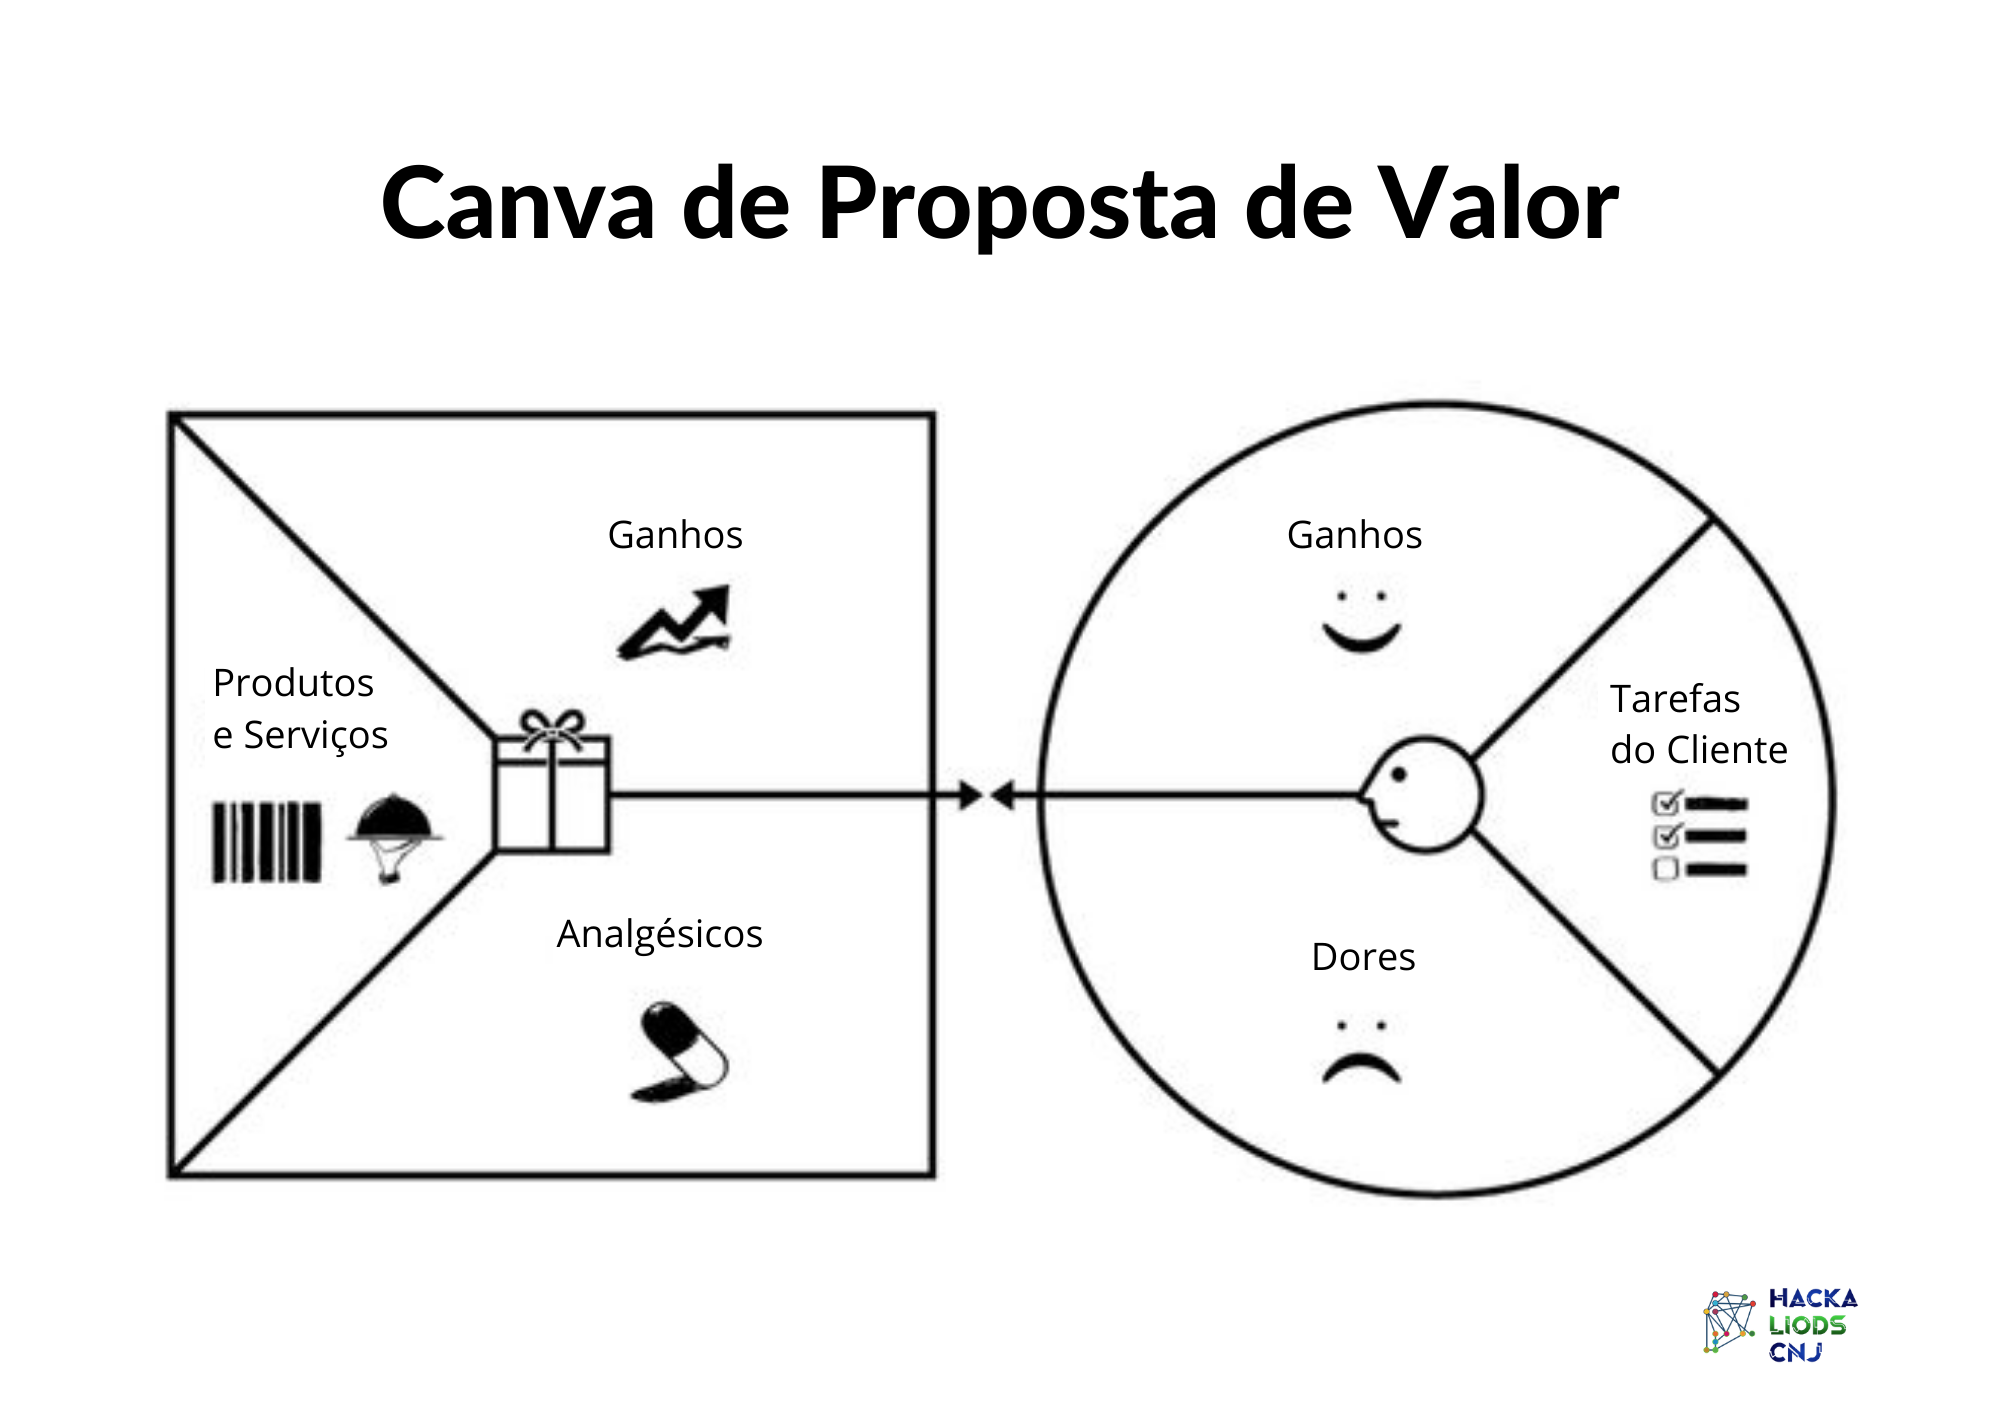 Canva de Proposta de Valor
Ganhos
Produtos
e Serviços
Analgésicos
Ganhos
Tarefas
do Cliente
Dores
HACKA
LIODS
CNJ